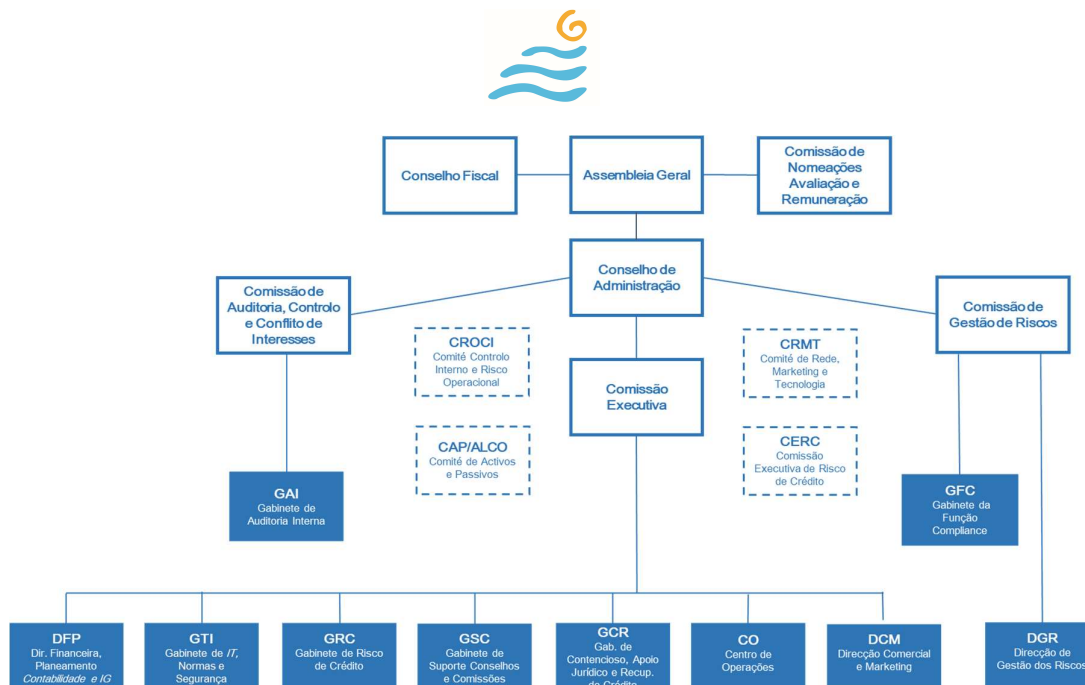 Conselho Fiscal
Assembleia Geral
Comissão de
Nomeações
Avaliação e
Remuneração
Conselho de
Administração
Comissão de
Auditoria, Controlo
e Conflito de
Interesses
Comissão de
Gestão de Riscos
CROCI
Comité Controlo
Interno e Risco
Operacional
CRMT
Comité de Rede,
Marketing e
Tecnologia
Comissão
Executiva
CAP/ALCO
Comité de Activos
e Passivos
CERC
Comissão
Executiva de Risco
de Crédito
GAI
Gabinete de
Auditoria Interna
GFC
Gabinete da
Função
Compliance
DFP
Dir. Financeira,
Planeamento
Contabilidade e IG
GTI
Gabinete de IT,
Normas e
Segurança
GRC
Gabinete de Risco
de Crédito
GSC
Gabinete de
Suporte Conselhos
e Comissões
GCR
Gab. de
Contencioso, Apoio
Jurídico e Recup.
de Crédito
CO
Centro de
Operações
DCM
Direcção Comercial
e Marketing
DGR
Direcção de
Gestão dos Riscos